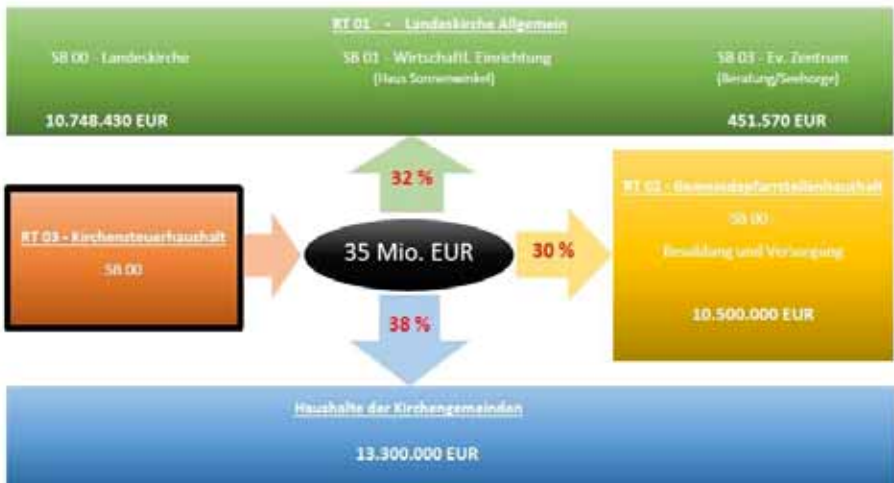 RT 01 - Landeskirche Allgemein
SB 00 - Landeskirche
SB 01 - Wirtschaftl. Einrichtung
(Haus Sonnenwinkel)
SB 03 - Ev. Zentrum
(Beratung/Seelsorge)
10.748.430 EUR
451.570 EUR
32 %
RT 03 - Kirchensteuerhaushalt
SB 00
35 Mio. EUR
30 %
RT 02 - Gemeindepfarrstellenhaushalt
SB 00
Besoldung und Versorgung
10.500.000 EUR
38 %
Haushalte der Kirchengemeinden
13.300.000 EUR